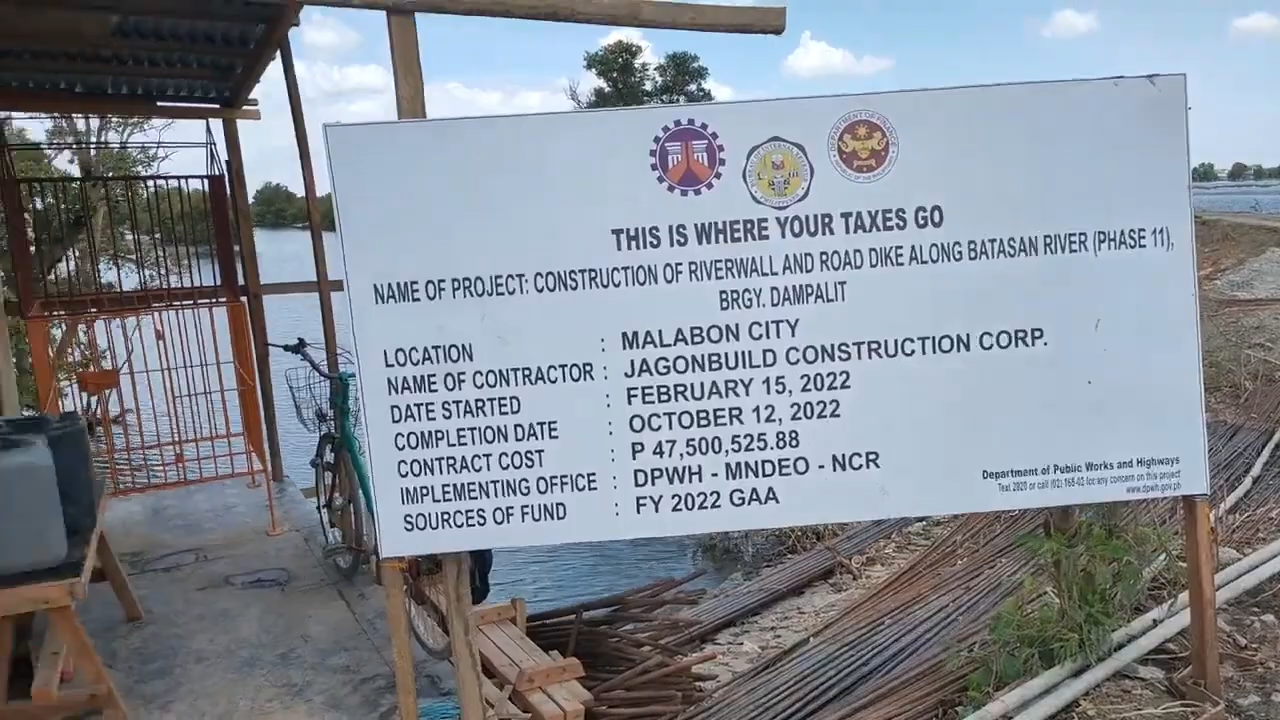 DEPARTMENT OF FINANCE
THIS IS WHERE YOUR TAXES GO
NAME OF PROJECT: CONSTRUCTION OF RIVERWALL AND ROAD DIKE ALONG BATASAN RIVER (PHASE 11),
BRGY. DAMPALIT
LOCATION : MALABON CITY
NAME OF CONTRACTOR : JAGONBUILD CONSTRUCTION CORP.
DATE STARTED : FEBRUARY 15, 2022
COMPLETION DATE : OCTOBER 12, 2022
CONTRACT COST : P 47,500,525.88
IMPLEMENTING OFFICE : DPWH - MNDEO - NCR
SOURCES OF FUND : FY 2022 GAA
Department of Public Works and Highways
Text 2920 or call (02) 165-02 for any concern on this project
www.dpwh.gov.ph